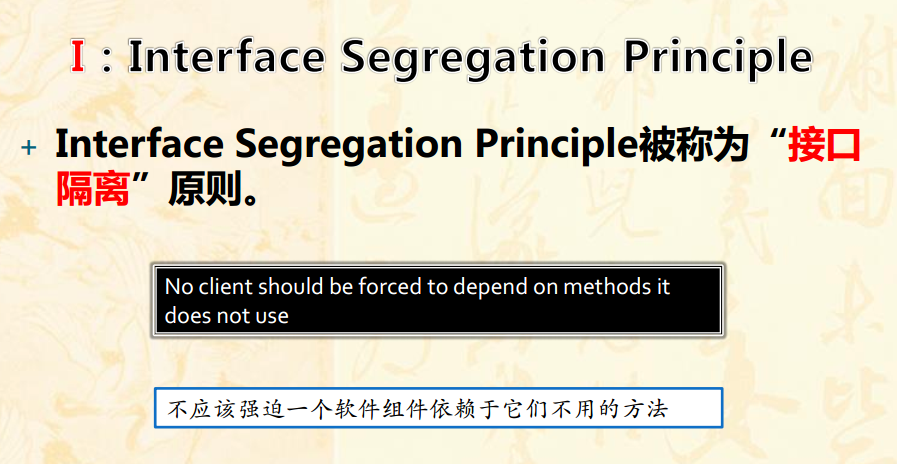 I：Interface Segregation Principle
+ Interface Segregation Principle被称为“接口
隔离”原则。
No client should be forced to depend on methods it
does not use
不应该强迫一个软件组件依赖于它们不用的方法